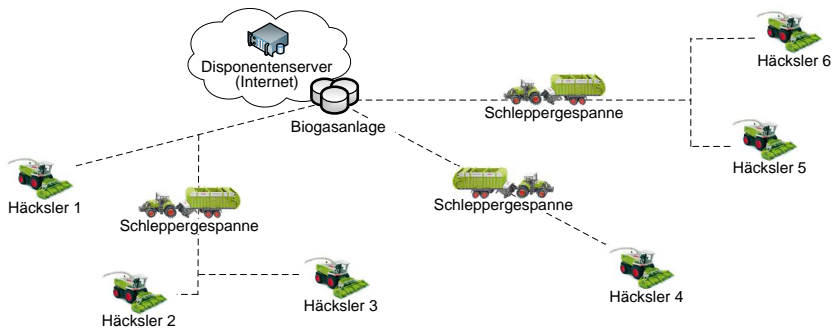 Disponentenserver
(Internet)
Häcksler 6
Biogasanlage
Schleppergespanne
Häcksler 5
Häcksler 1
Schleppergespanne
Schleppergespanne
Häcksler 2
Häcksler 3
Häcksler 4